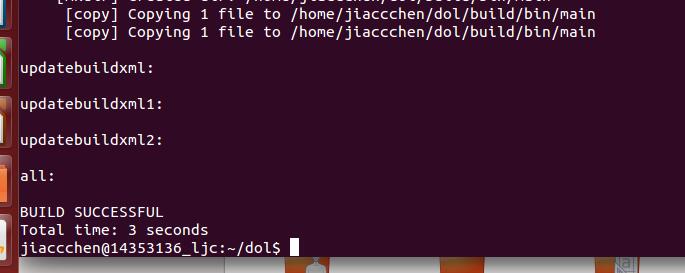 [copy] Copying 1 file to /home/jiaccchen/dol/build/bin/main
[copy] Copying 1 file to /home/jiaccchen/dol/build/bin/main
updatebuildxml:
updatebuildxml1:
updatebuildxml2:
all:
BUILD SUCCESSFUL
Total time: 3 seconds
jiaccchen@14353136_ljc:~/dol$